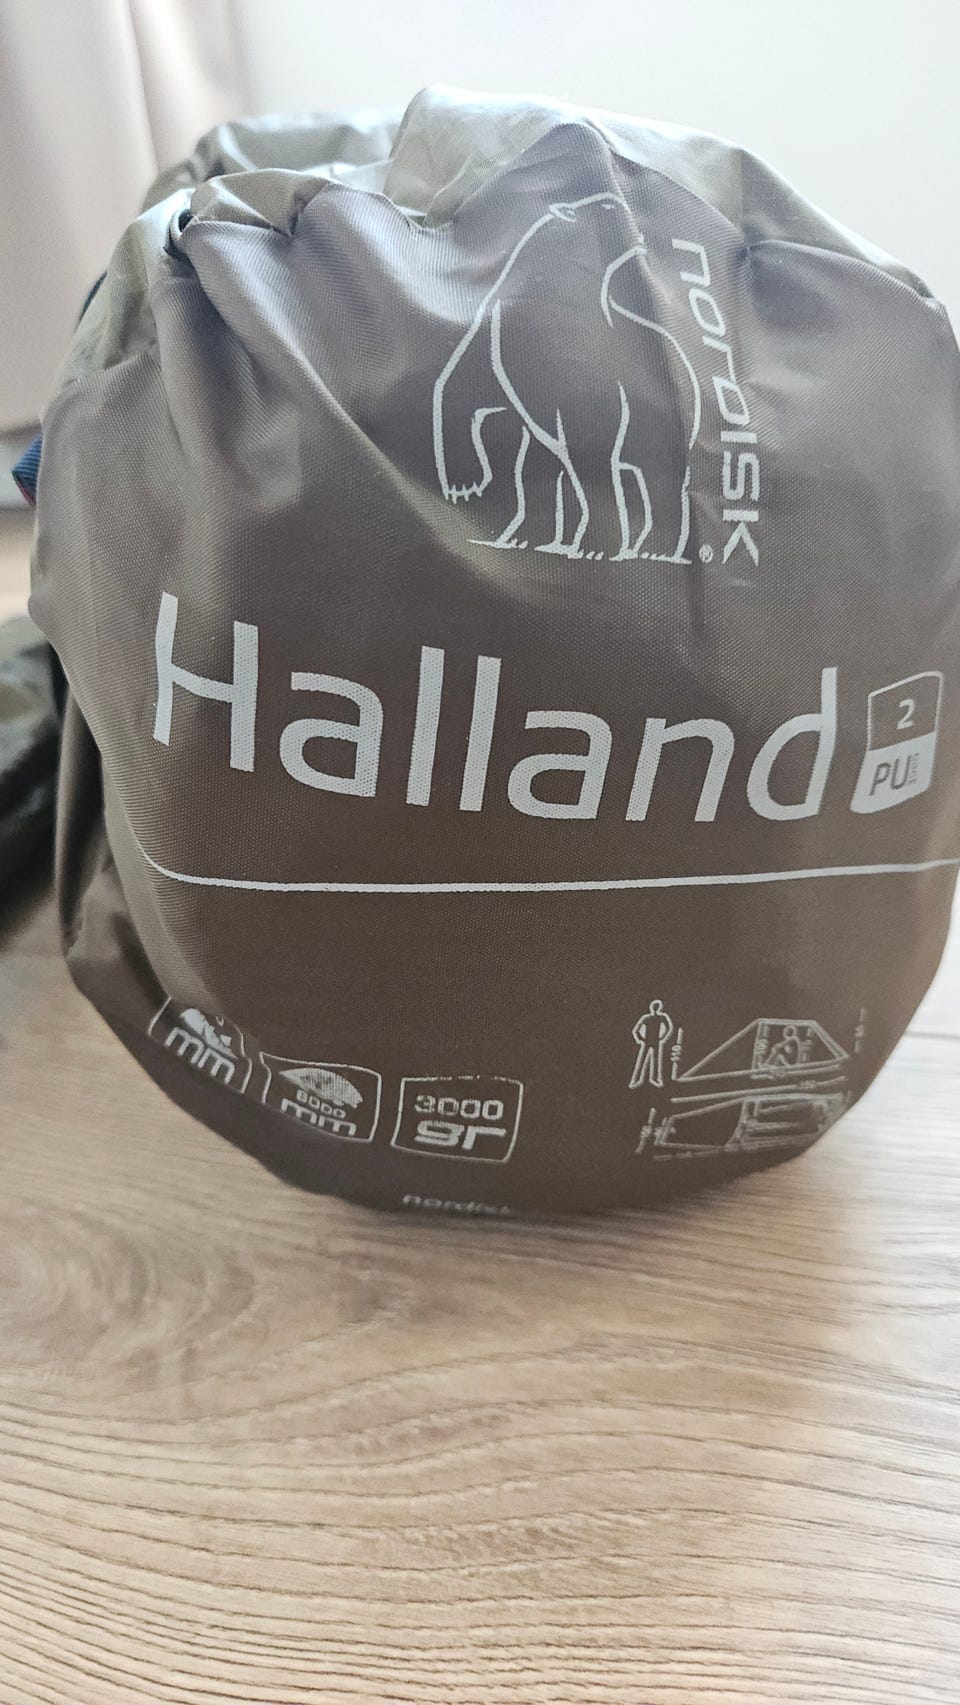 nordisk®
Halland
2
PU
mm
8000
mm
3000
gr
nordisk